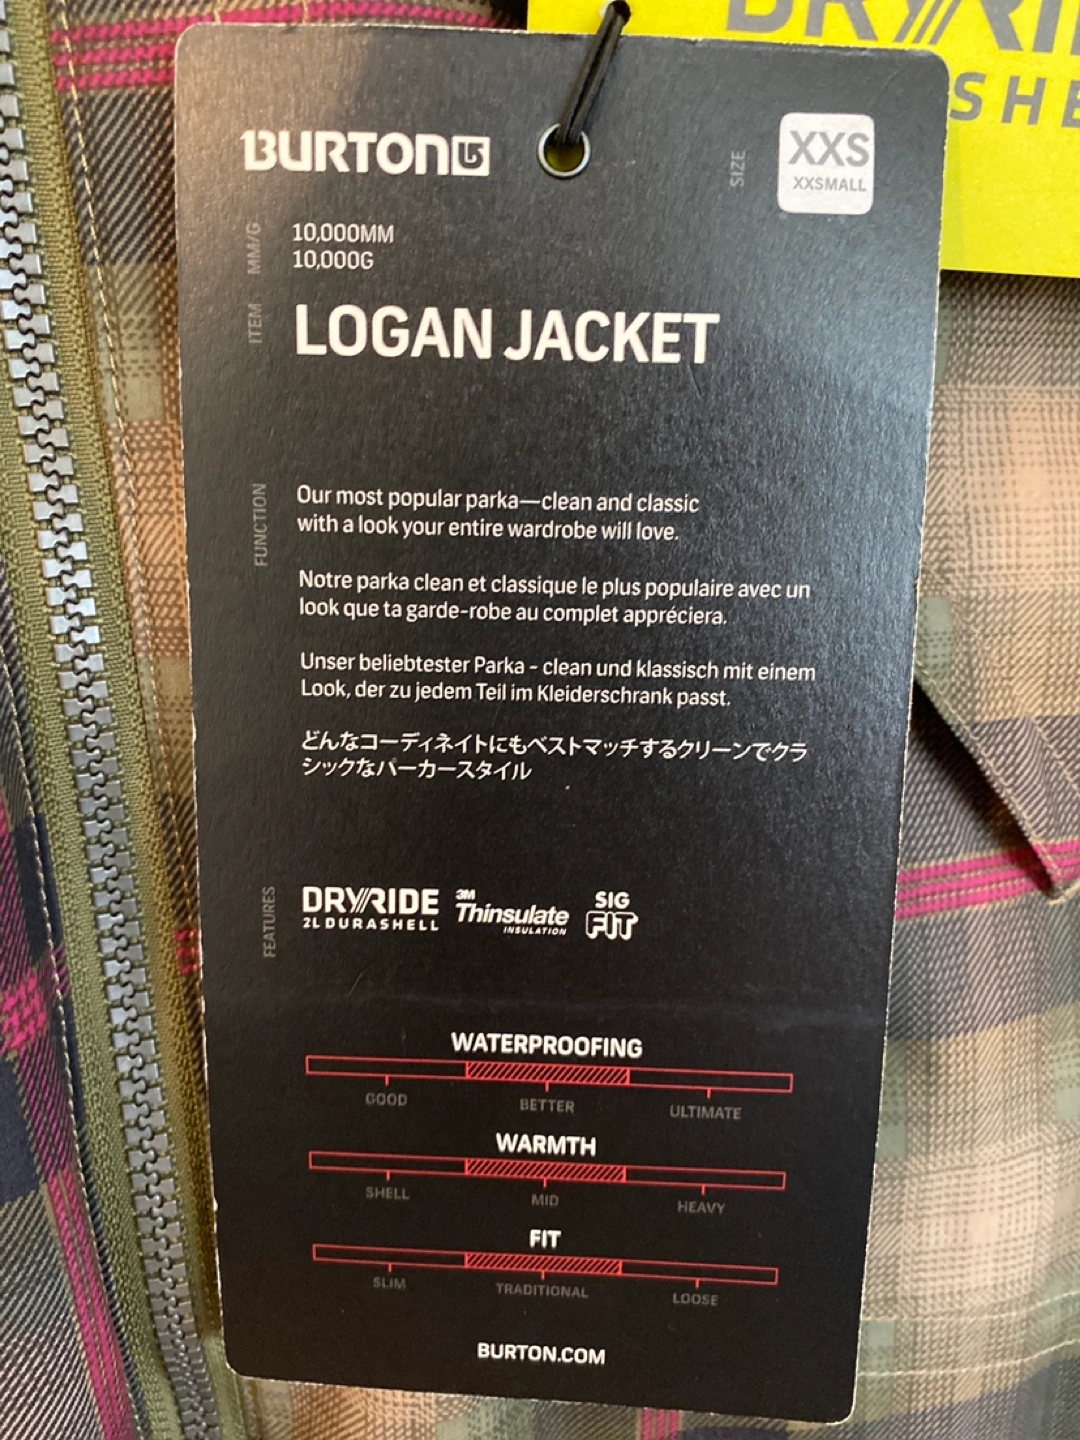 BURTON
SIZE
XXS
XXSMALL
MM/G
10,000MM
10,000G
ITEM
LOGAN JACKET
FUNCTION
Our most popular parka—clean and classic
with a look your entire wardrobe will love.
Notre parka clean et classique le plus populaire avec un
look que ta garde-robe au complet appréciera.
Unser beliebtester Parka - clean und klassisch mit einem
Look, der zu jedem Teil im Kleiderschrank passt.
どんなコーディネイトにもベストマッチするクリーンでクラ
シックなパーカースタイル
FEATURES
DRYRIDE
2L DURASHELL
3M
Thinsulate
INSULATION
SIG
FIT
WATERPROOFING
GOOD BETTER ULTIMATE
WARMTH
SHELL MID HEAVY
FIT
SLIM TRADITIONAL LOOSE
BURTON.COM